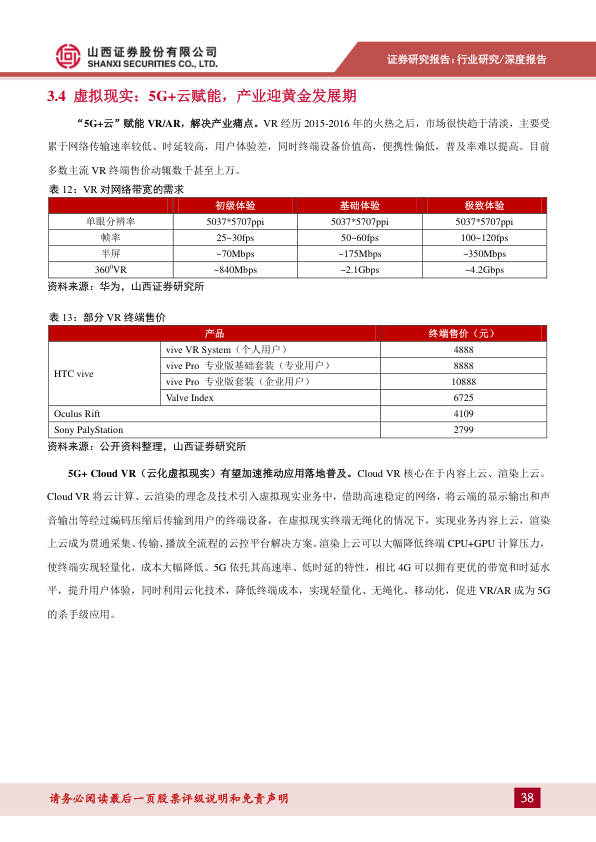 山西证券股份有限公司
SHANXI SECURITIES CO., LTD.
证券研究报告：行业研究/深度报告
3.4 虚拟现实：5G+云赋能，产业迎黄金发展期
“5G+云”赋能 VR/AR，解决产业痛点。VR 经历 2015-2016 年的火热之后，市场很快趋于清淡，主要受
累于网络传输速率较低、时延较高，用户体验差，同时终端设备价值高，便携性偏低，普及率难以提高。目前
多数主流 VR 终端售价动辄数千甚至上万。
表 12：VR 对网络带宽的需求
初级体验 基础体验 极致体验
单眼分辨率 5037*5707ppi 5037*5707ppi 5037*5707ppi
帧率 25~30fps 50~60fps 100~120fps
半屏 ~70Mbps ~175Mbps ~350Mbps
360⁰VR ~840Mbps ~2.1Gbps ~4.2Gbps
资料来源：华为，山西证券研究所
表 13：部分 VR 终端售价
产品 终端售价（元）
HTC vive vive VR System（个人用户） 4888
vive Pro 专业版基础套装（专业用户） 8888
vive Pro 专业版套装（企业用户） 10888
Valve Index 6725
Oculus Rift 4109
Sony PalyStation 2799
资料来源：公开资料整理，山西证券研究所
5G+ Cloud VR（云化虚拟现实）有望加速推动应用落地普及。Cloud VR 核心在于内容上云、渲染上云。
Cloud VR 将云计算、云渲染的理念及技术引入虚拟现实业务中，借助高速稳定的网络，将云端的显示输出和声
音输出等经过编码压缩后传输到用户的终端设备，在虚拟现实终端无绳化的情况下，实现业务内容上云，渲染
上云成为贯通采集、传输、播放全流程的云控平台解决方案。渲染上云可以大幅降低终端 CPU+GPU 计算压力，
使终端实现轻量化，成本大幅降低。5G 依托其高速率、低时延的特性，相比 4G 可以拥有更优的带宽和时延水
平，提升用户体验，同时利用云化技术，降低终端成本，实现轻量化、无绳化、移动化，促进 VR/AR 成为 5G
的杀手级应用。
请务必阅读最后一页股票评级说明和免责声明
38